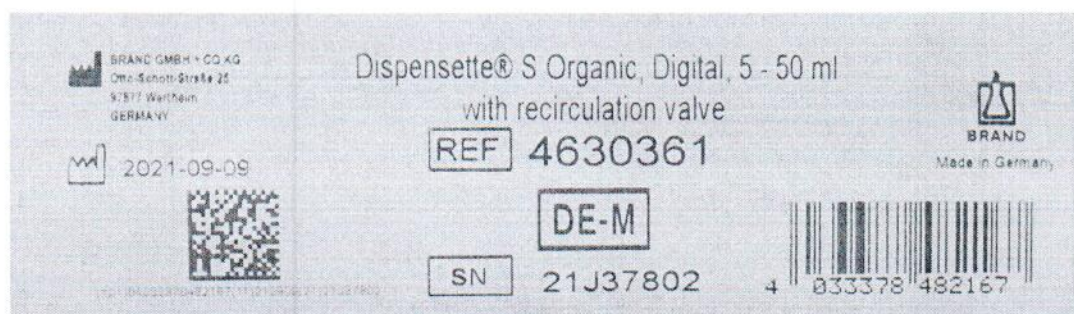 BRAND GMBH + CO KG
Otto-Schott-Straße 25
97877 Wertheim
GERMANY
2021-09-09
Dispensette® S Organic, Digital, 5 - 50 ml
with recirculation valve
REF 4630361
DE-M
SN 21J37802
BRAND
Made in Germany
4 033378 482167